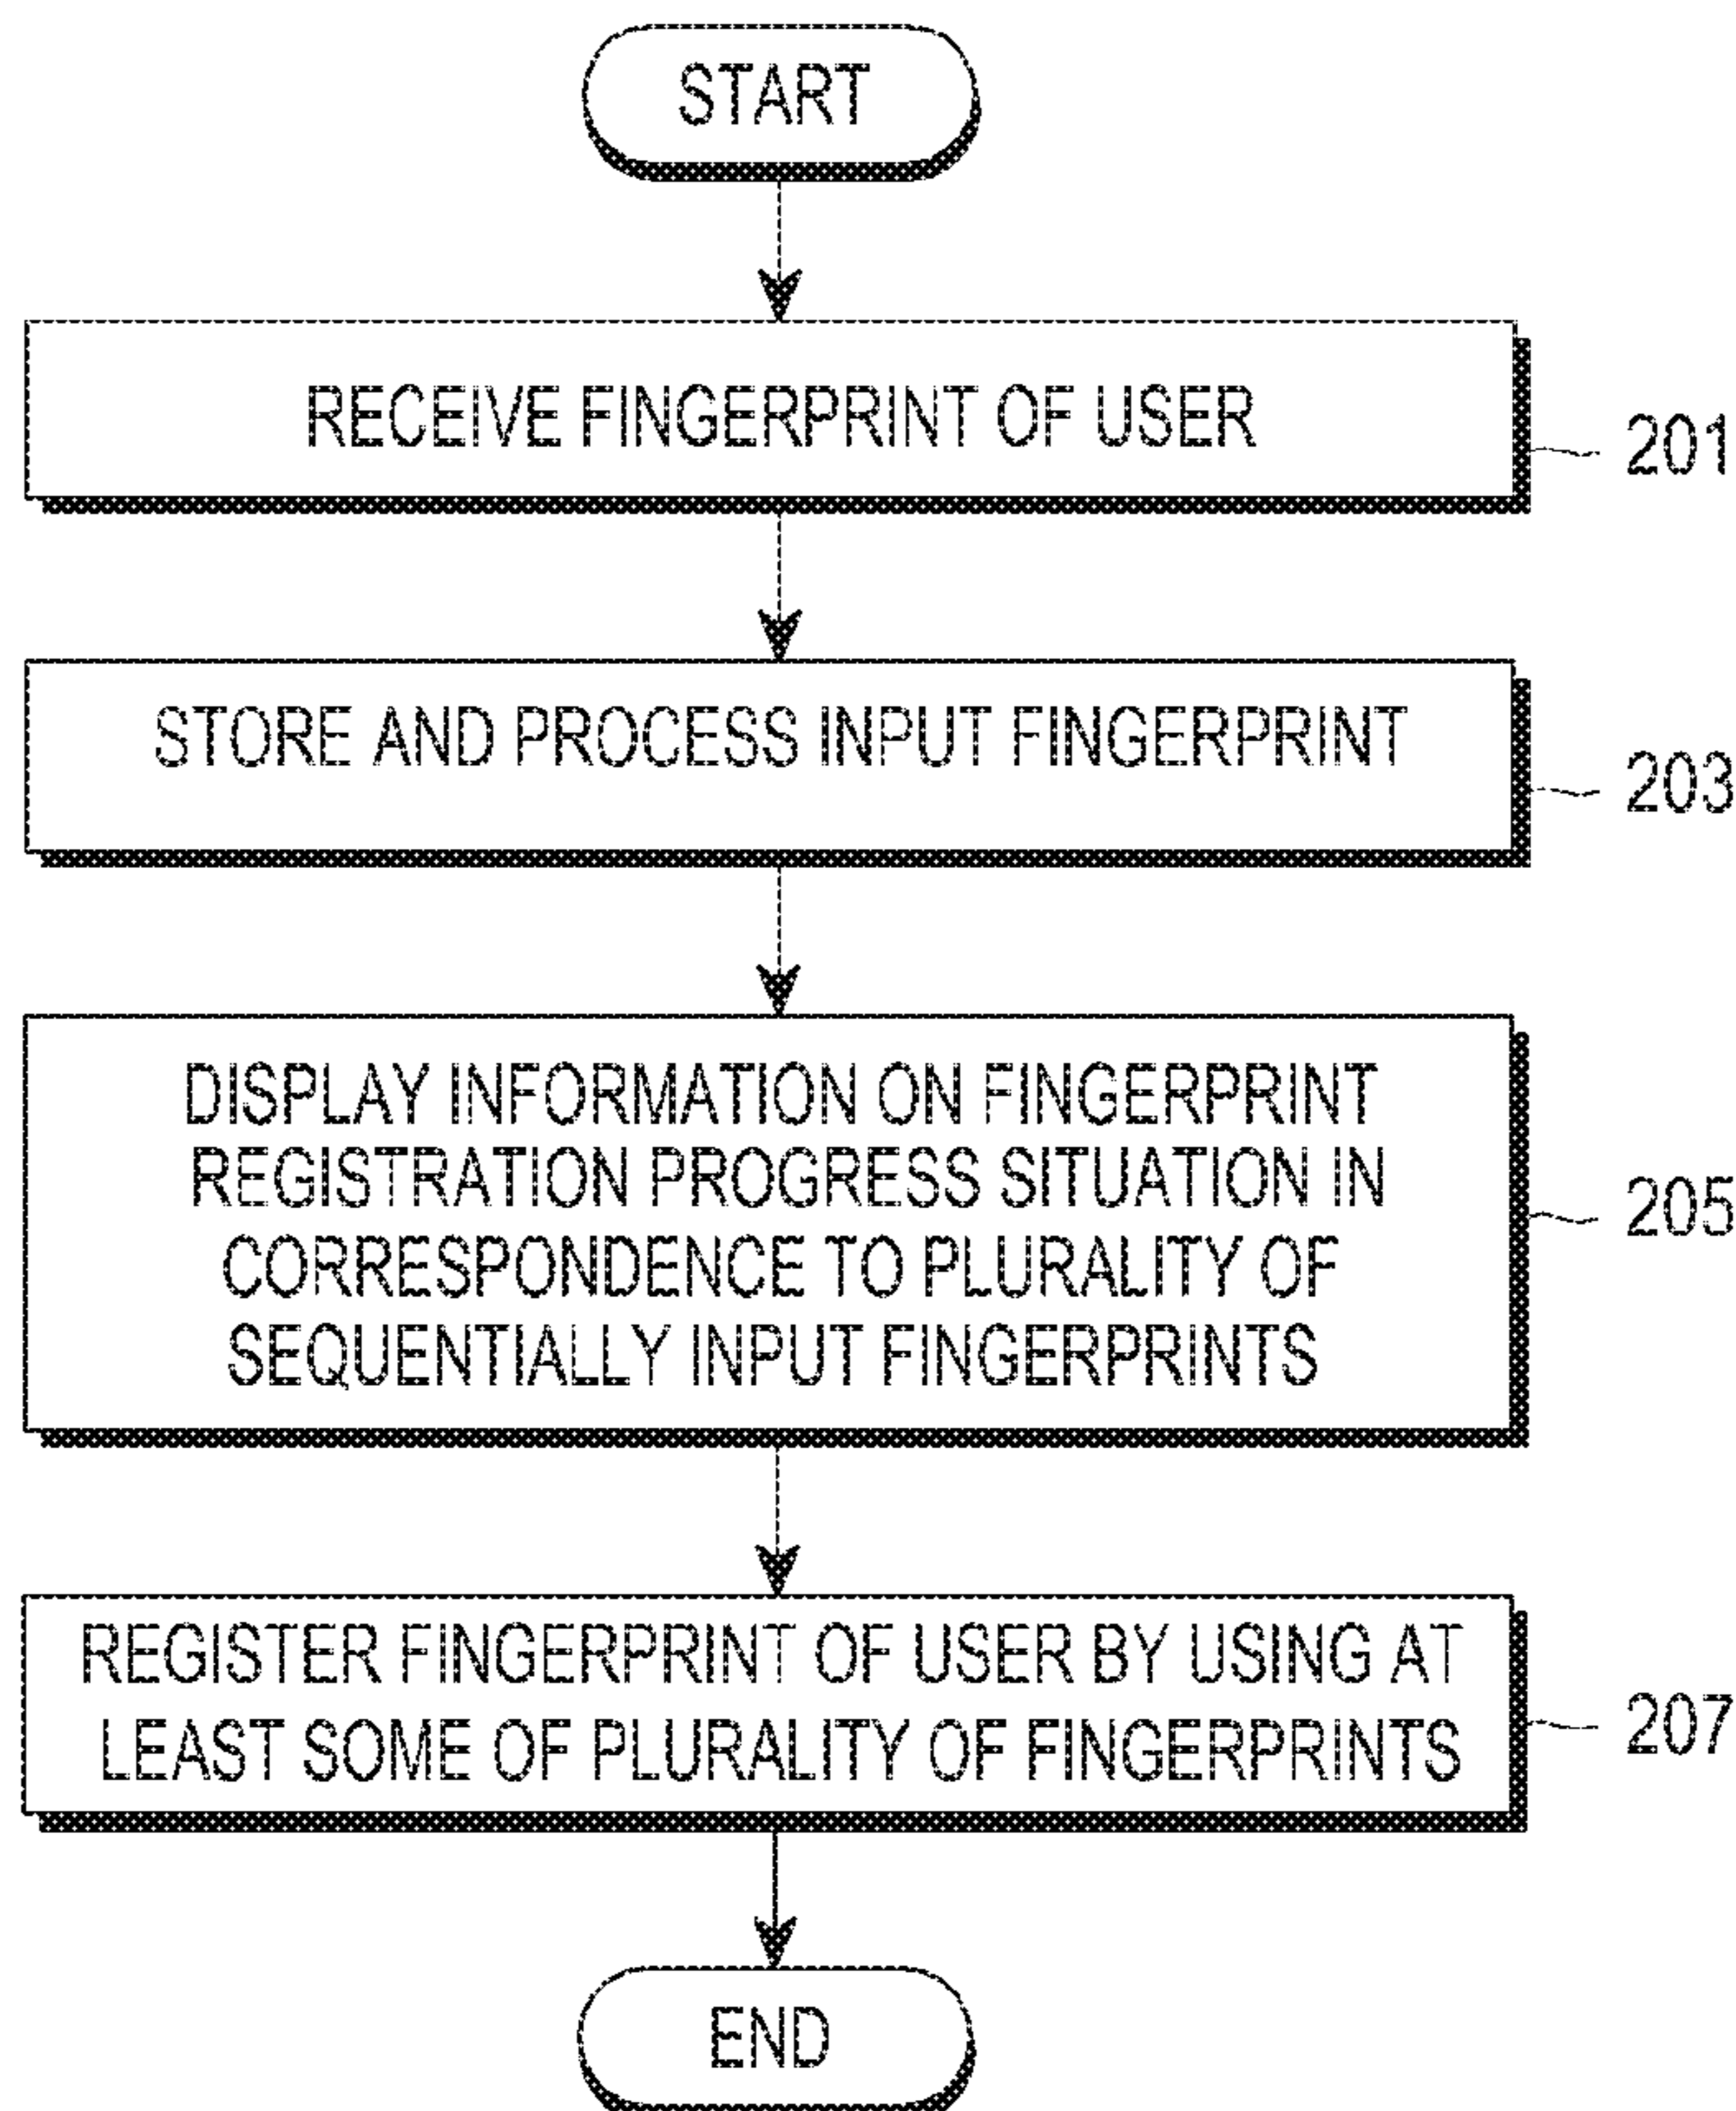 START
RECEIVE FINGERPRINT OF USER
201
STORE AND PROCESS INPUT FINGERPRINT
203
DISPLAY INFORMATION ON FINGERPRINT
REGISTRATION PROGRESS SITUATION IN
CORRESPONDENCE TO PLURALITY OF
SEQUENTIALLY INPUT FINGERPRINTS
205
REGISTER FINGERPRINT OF USER BY USING AT
LEAST SOME OF PLURALITY OF FINGERPRINTS
207
END